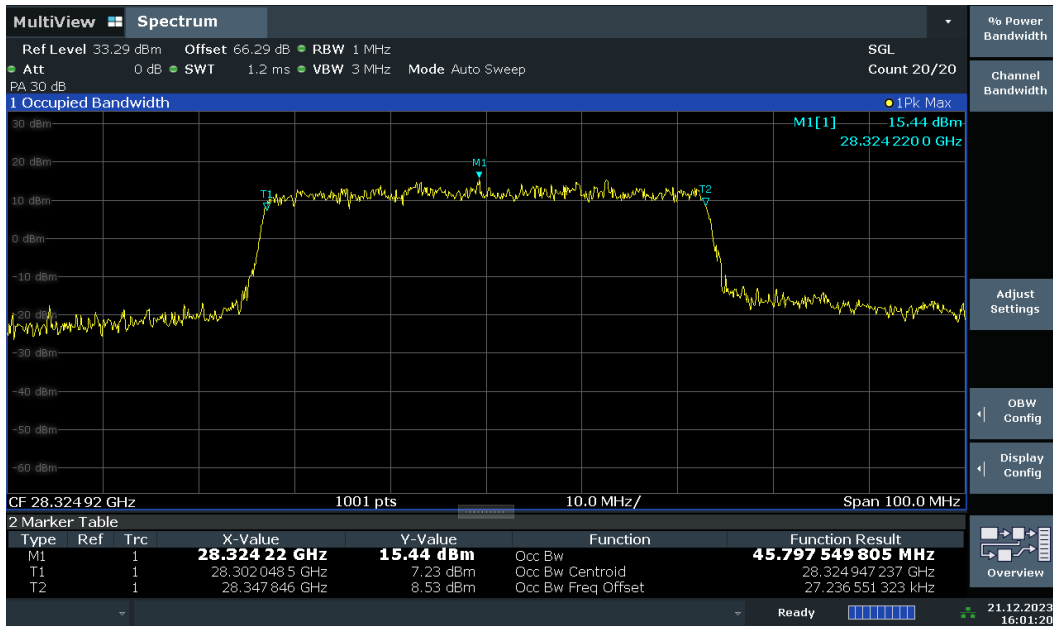 MultiView Spectrum
Ref Level 33.29 dBm Offset 66.29 dB RBW 1 MHz SGL
Att 0 dB SWT 1.2 ms VBW 3 MHz Mode Auto Sweep Count 20/20
PA 30 dB
1 Occupied Bandwidth 1Pk Max
30 dBm
M1[1] 15.44 dBm
28.324 220 0 GHz
20 dBm
M1
T1
T2
10 dBm
0 dBm
-10 dBm
-20 dBm
-30 dBm
-40 dBm
-50 dBm
-60 dBm
CF 28.324 92 GHz 1001 pts 10.0 MHz/ Span 100.0 MHz
2 Marker Table
Type Ref Trc X-Value Y-Value Function Function Result
M1 1 28.324 22 GHz 15.44 dBm Occ Bw 45.797 549 805 MHz
T1 1 28.302 048 5 GHz 7.23 dBm Occ Bw Centroid 28.324 947 237 GHz
T2 1 28.347 846 GHz 8.53 dBm Occ Bw Freq Offset 27.236 551 323 kHz
Ready
21.12.2023
16:01:20
% Power
Bandwidth
Channel
Bandwidth
Adjust
Settings
OBW
Config
Display
Config
Overview